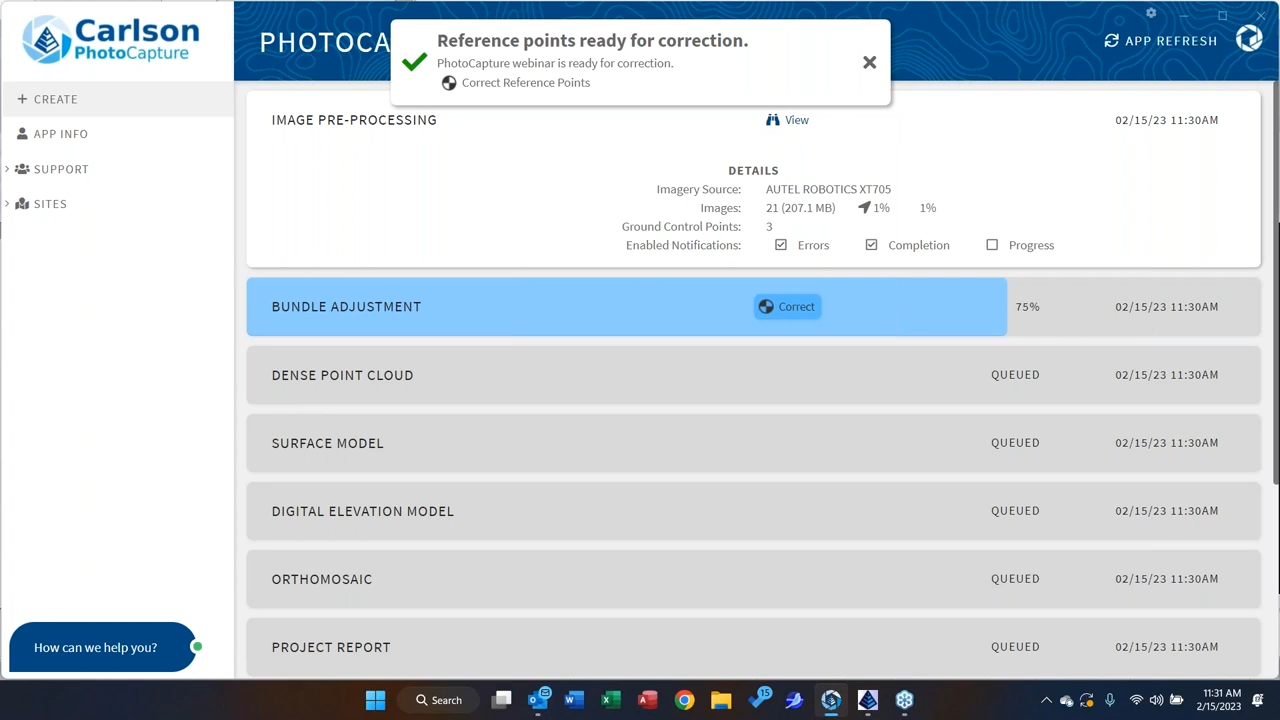 Carlson
PhotoCapture
PHOTOCA
APP REFRESH
Reference points ready for correction.
PhotoCapture webinar is ready for correction.
Correct Reference Points
CREATE
APP INFO
SUPPORT
SITES
IMAGE PRE-PROCESSING View 02/15/23 11:30AM
DETAILS
Imagery Source: AUTEL ROBOTICS XT705
Images: 21 (207.1 MB) 1% 1%
Ground Control Points: 3
Enabled Notifications: Errors Completion Progress
BUNDLE ADJUSTMENT Correct 75% 02/15/23 11:30AM
DENSE POINT CLOUD QUEUED 02/15/23 11:30AM
SURFACE MODEL QUEUED 02/15/23 11:30AM
DIGITAL ELEVATION MODEL QUEUED 02/15/23 11:30AM
ORTHOMOSAIC QUEUED 02/15/23 11:30AM
PROJECT REPORT QUEUED 02/15/23 11:30AM
How can we help you?
Search
15
11:31 AM
2/15/2023